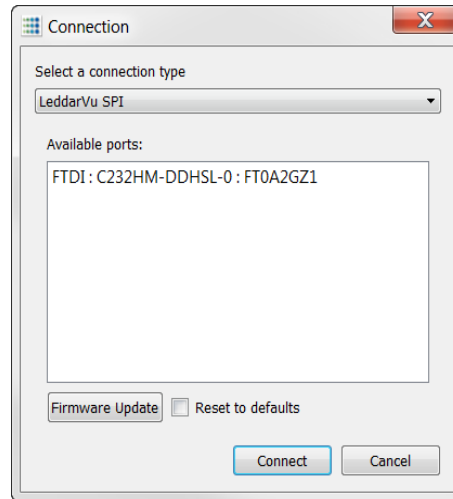 Connection
X
Select a connection type
LeddarVu SPI
Available ports:
FTDI : C232HM-DDHSL-0 : FT0A2GZ1
Firmware Update Reset to defaults
Connect Cancel